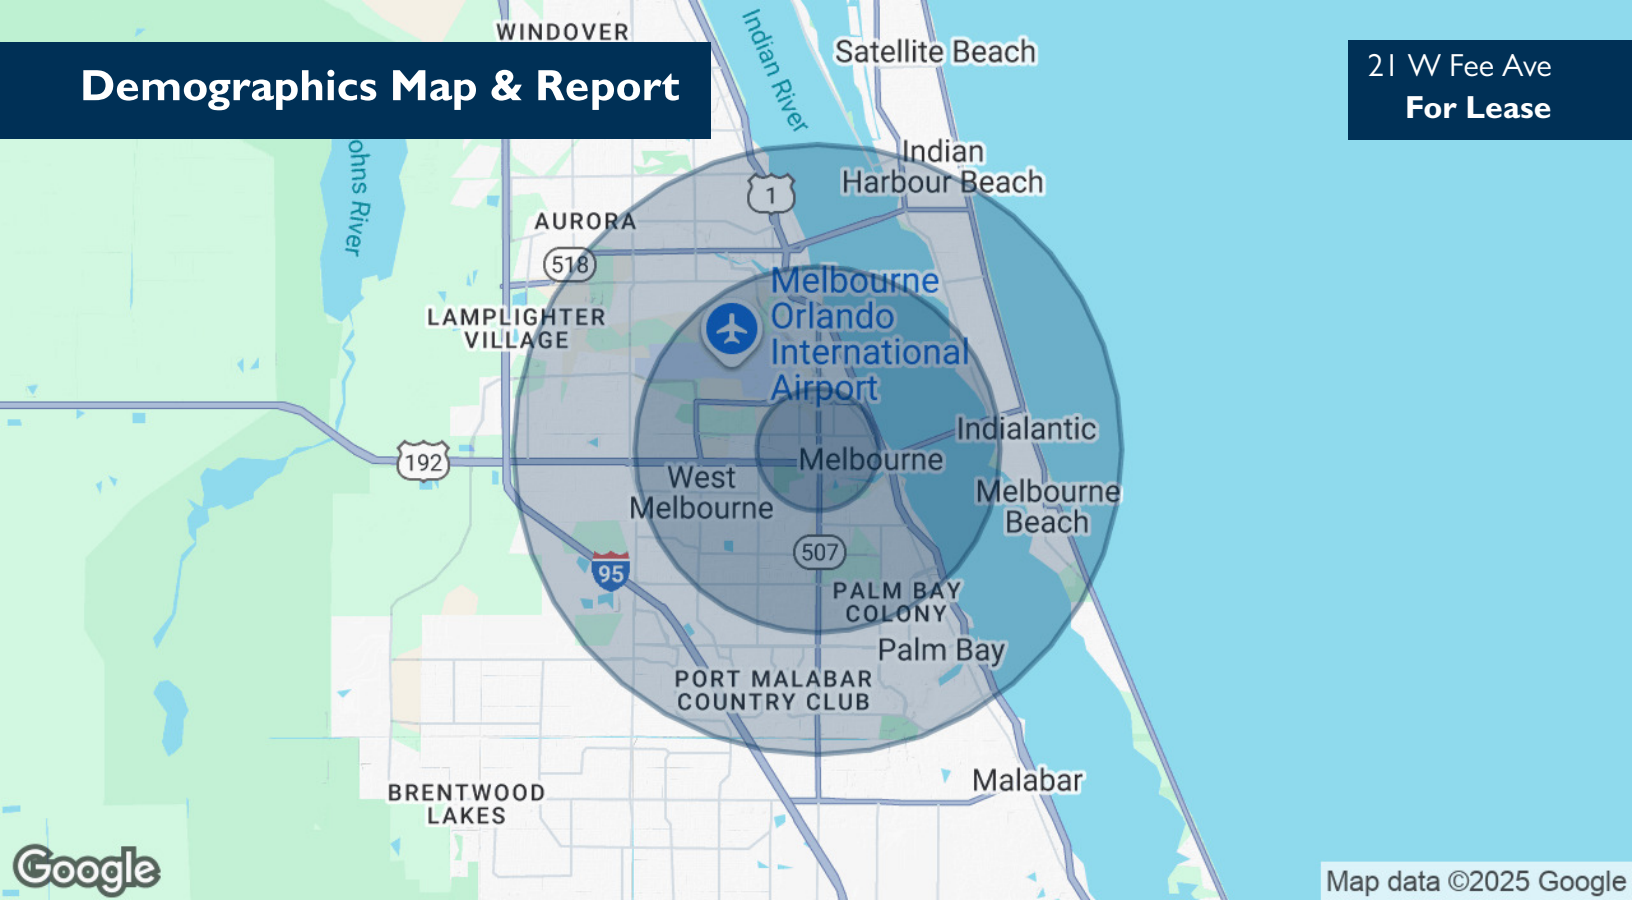 WINDOVER
Indian River
Satellite Beach
Demographics Map & Report
21 W Fee Ave
For Lease
ohns River
Indian
Harbour Beach
1
AURORA
518
Melbourne
Orlando
International
Airport
LAMPLIGHTER
VILLAGE
Indialantic
192
Melbourne
West
Melbourne
Melbourne
Beach
507
95
PALM BAY
COLONY
Palm Bay
PORT MALABAR
COUNTRY CLUB
Malabar
BRENTWOOD
LAKES
Google
Map data ©2025 Google